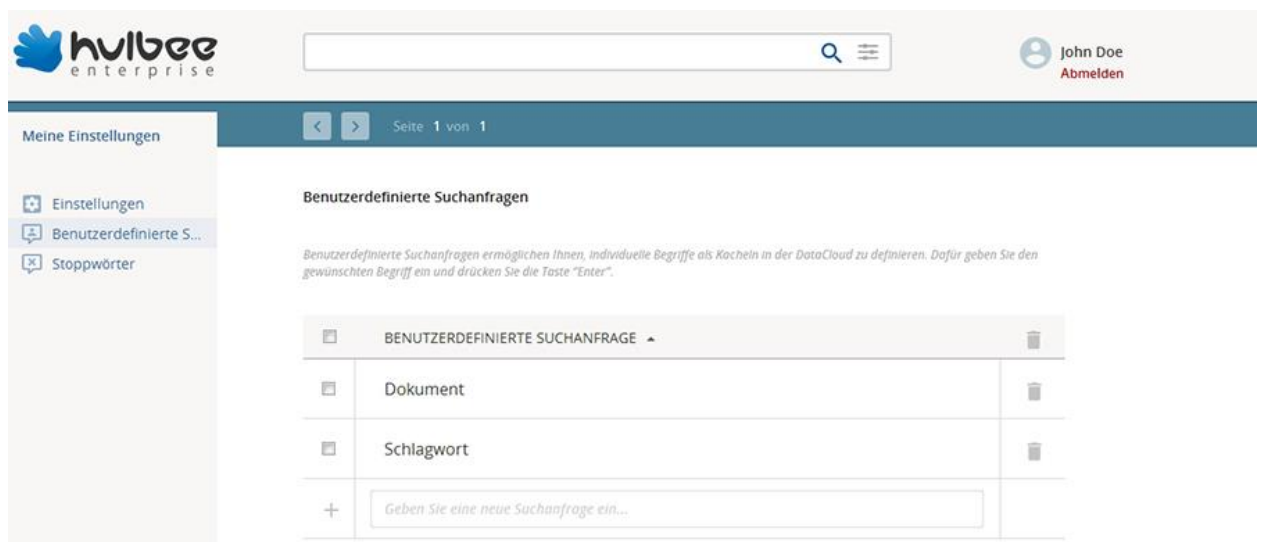 hulbee
enterprise
John Doe
Abmelden
Meine Einstellungen
Seite 1 von 1
Einstellungen
Benutzerdefinierte S...
Stoppwörter
Benutzerdefinierte Suchanfragen
Benutzerdefinierte Suchanfragen ermöglichen Ihnen, individuelle Begriffe als Kacheln in der DataCloud zu definieren. Dafür geben Sie den
gewünschten Begriff ein und drücken Sie die Taste "Enter".
BENUTZERDEFINIERTE SUCHANFRAGE
Dokument
Schlagwort
Geben Sie eine neue Suchanfrage ein...